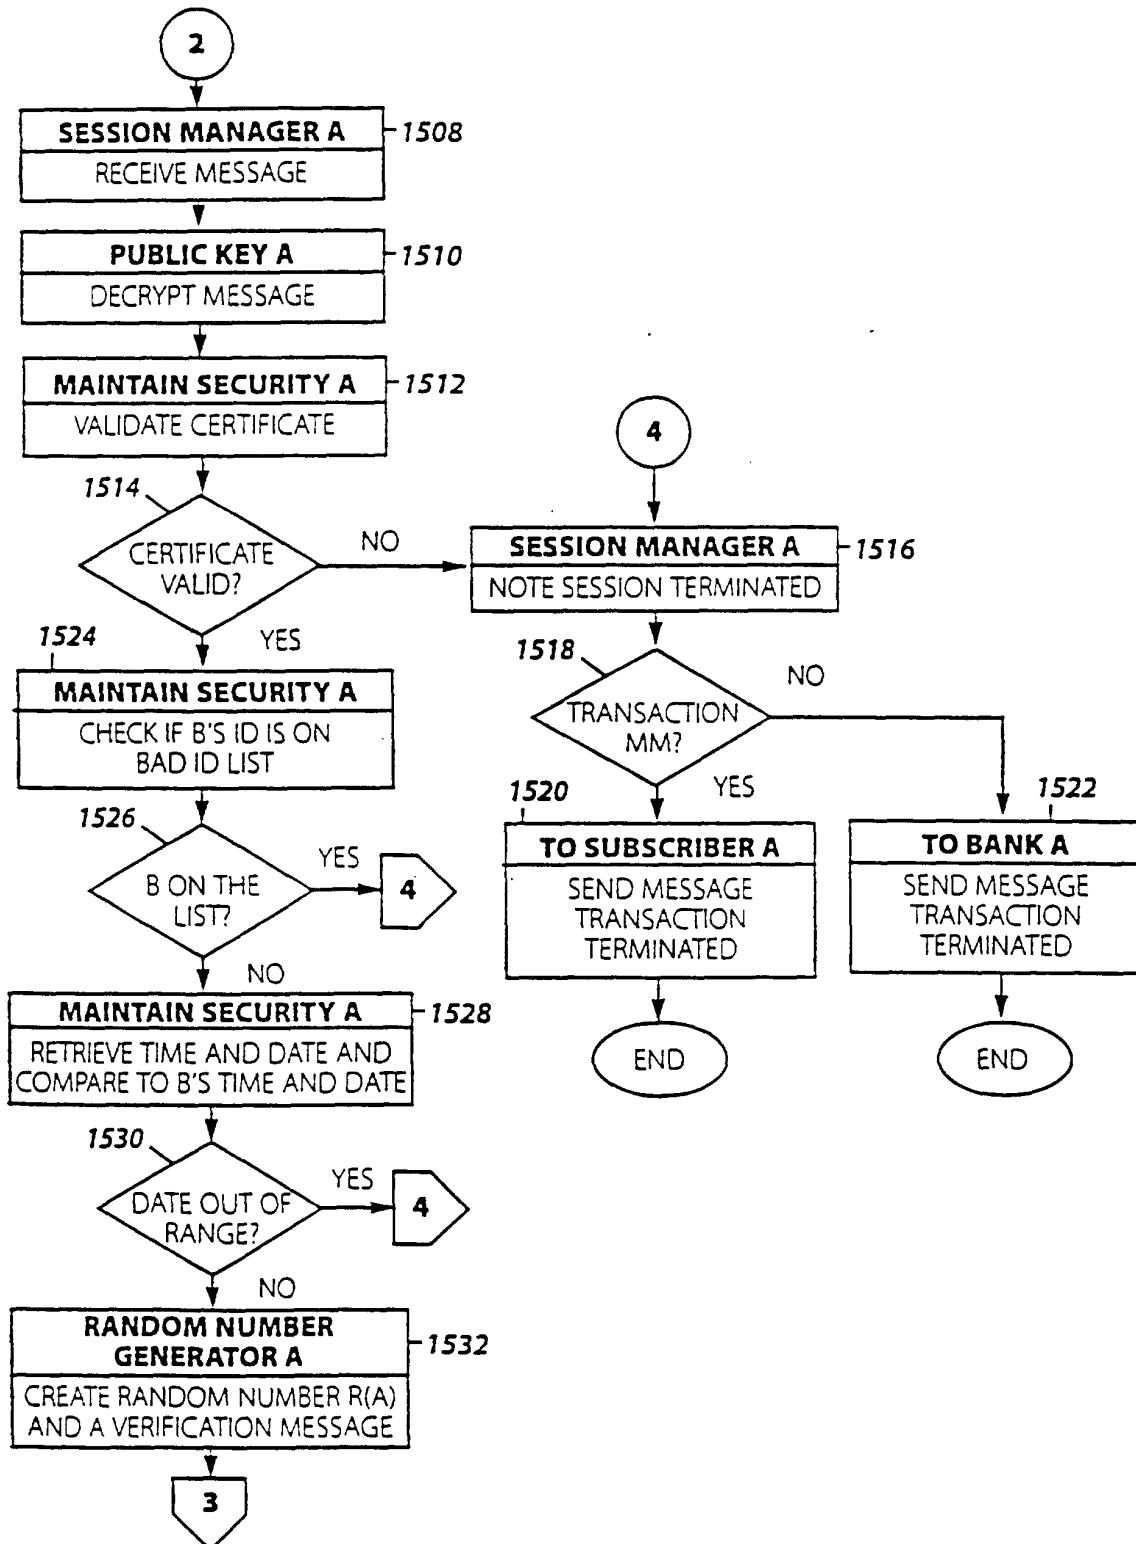 2
SESSION MANAGER A
1508
RECEIVE MESSAGE
PUBLIC KEY A
1510
DECRYPT MESSAGE
MAINTAIN SECURITY A
1512
VALIDATE CERTIFICATE
1514
CERTIFICATE
VALID?
NO
YES
4
SESSION MANAGER A
1516
NOTE SESSION TERMINATED
1518
TRANSACTION
MM?
NO
YES
1520
TO SUBSCRIBER A
SEND MESSAGE
TRANSACTION
TERMINATED
END
1522
TO BANK A
SEND MESSAGE
TRANSACTION
TERMINATED
END
1524
MAINTAIN SECURITY A
CHECK IF B'S ID IS ON
BAD ID LIST
1526
B ON THE
LIST?
YES
4
NO
MAINTAIN SECURITY A
1528
RETRIEVE TIME AND DATE AND
COMPARE TO B'S TIME AND DATE
1530
DATE OUT OF
RANGE?
YES
4
NO
RANDOM NUMBER
GENERATOR A
1532
CREATE RANDOM NUMBER R(A)
AND A VERIFICATION MESSAGE
3